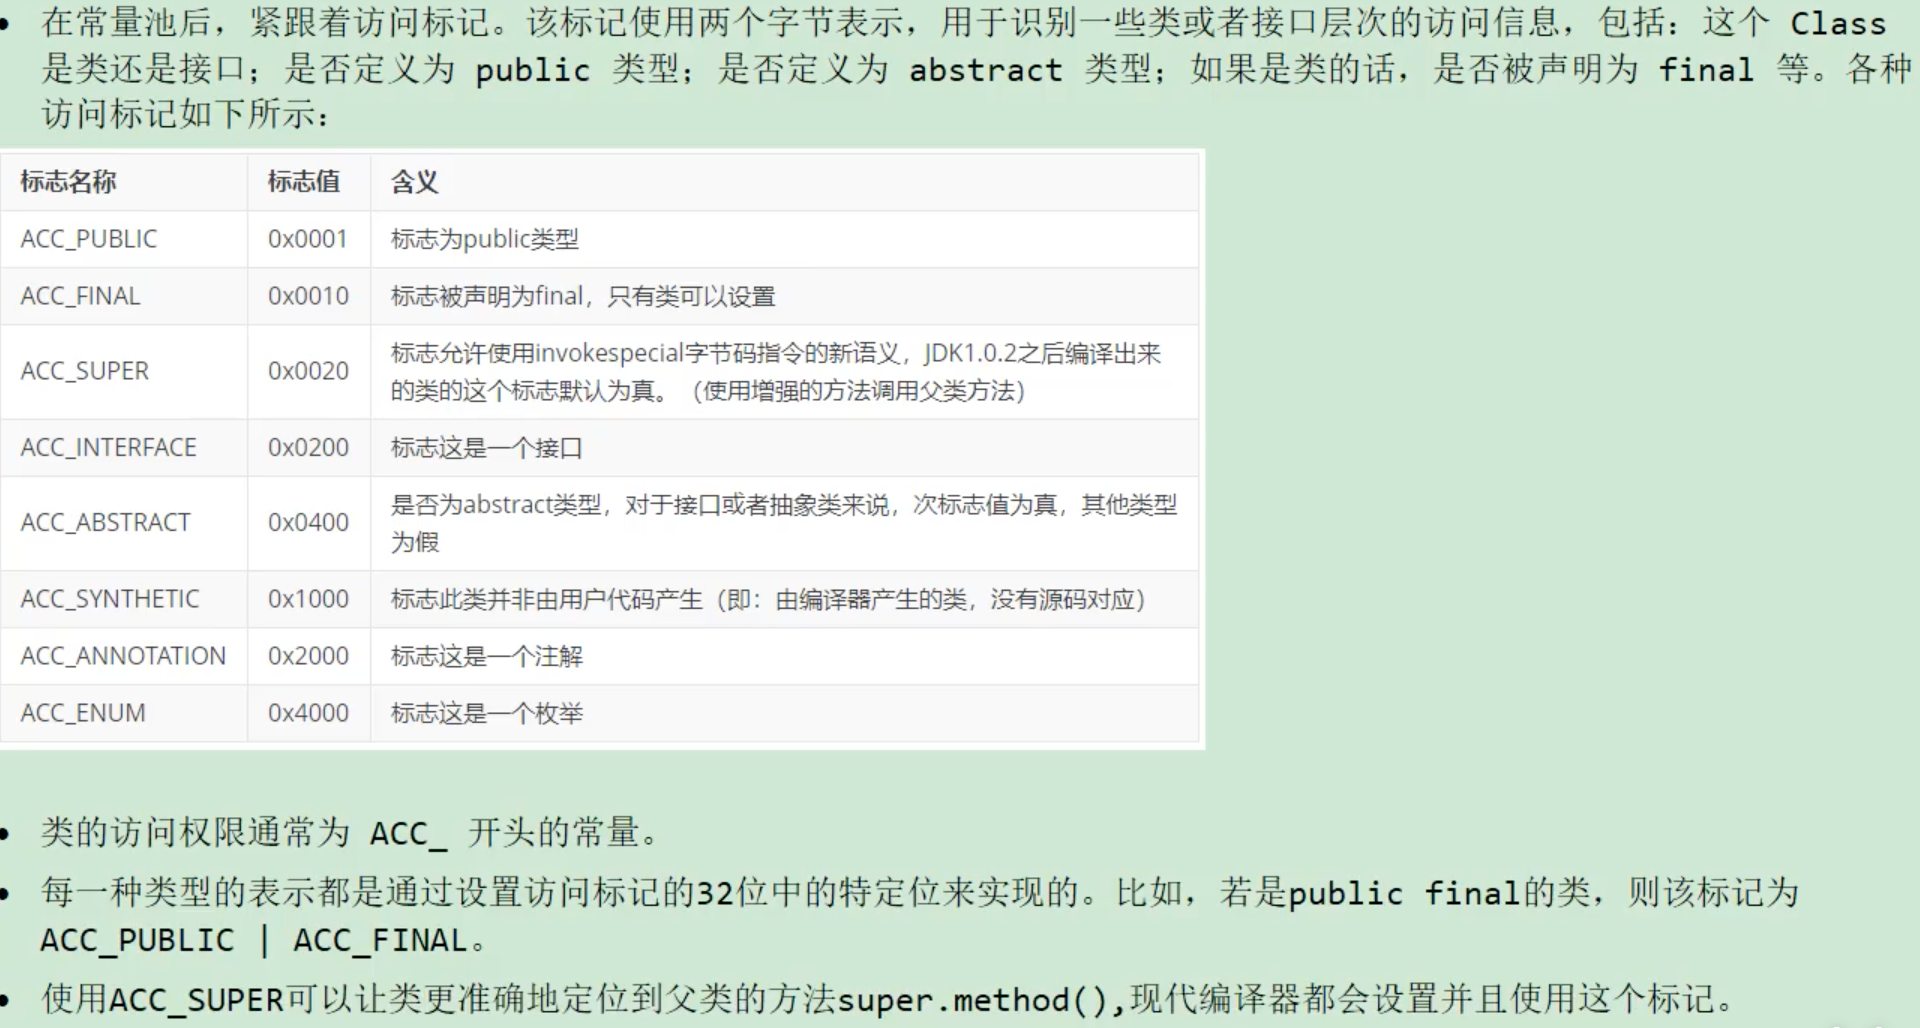 在常量池后，紧跟着访问标记。该标记使用两个字节表示，用于识别一些类或者接口层次的访问信息，包括：这个 Class
是类还是接口；是否定义为 public 类型；是否定义为 abstract 类型；如果是类的话，是否被声明为 final 等。各种
访问标记如下所示：
标志名称 标志值 含义
ACC_PUBLIC 0x0001 标志为public类型
ACC_FINAL 0x0010 标志被声明为final，只有类可以设置
ACC_SUPER 0x0020 标志允许使用invokespecial字节码指令的新语义，JDK1.0.2之后编译出来
的类的这个标志默认为真。（使用增强的方法调用父类方法）
ACC_INTERFACE 0x0200 标志这是一个接口
ACC_ABSTRACT 0x0400 是否为abstract类型，对于接口或者抽象类来说，次标志值为真，其他类型
为假
ACC_SYNTHETIC 0x1000 标志此类并非由用户代码产生（即：由编译器产生的类，没有源码对应）
ACC_ANNOTATION 0x2000 标志这是一个注解
ACC_ENUM 0x4000 标志这是一个枚举
类的访问权限通常为 ACC_ 开头的常量。
每一种类型的表示都是通过设置访问标记的32位中的特定位来实现的。比如，若是public final的类，则该标记为
ACC_PUBLIC | ACC_FINAL。
使用ACC_SUPER可以让类更准确地定位到父类的方法super.method(),现代编译器都会设置并且使用这个标记。